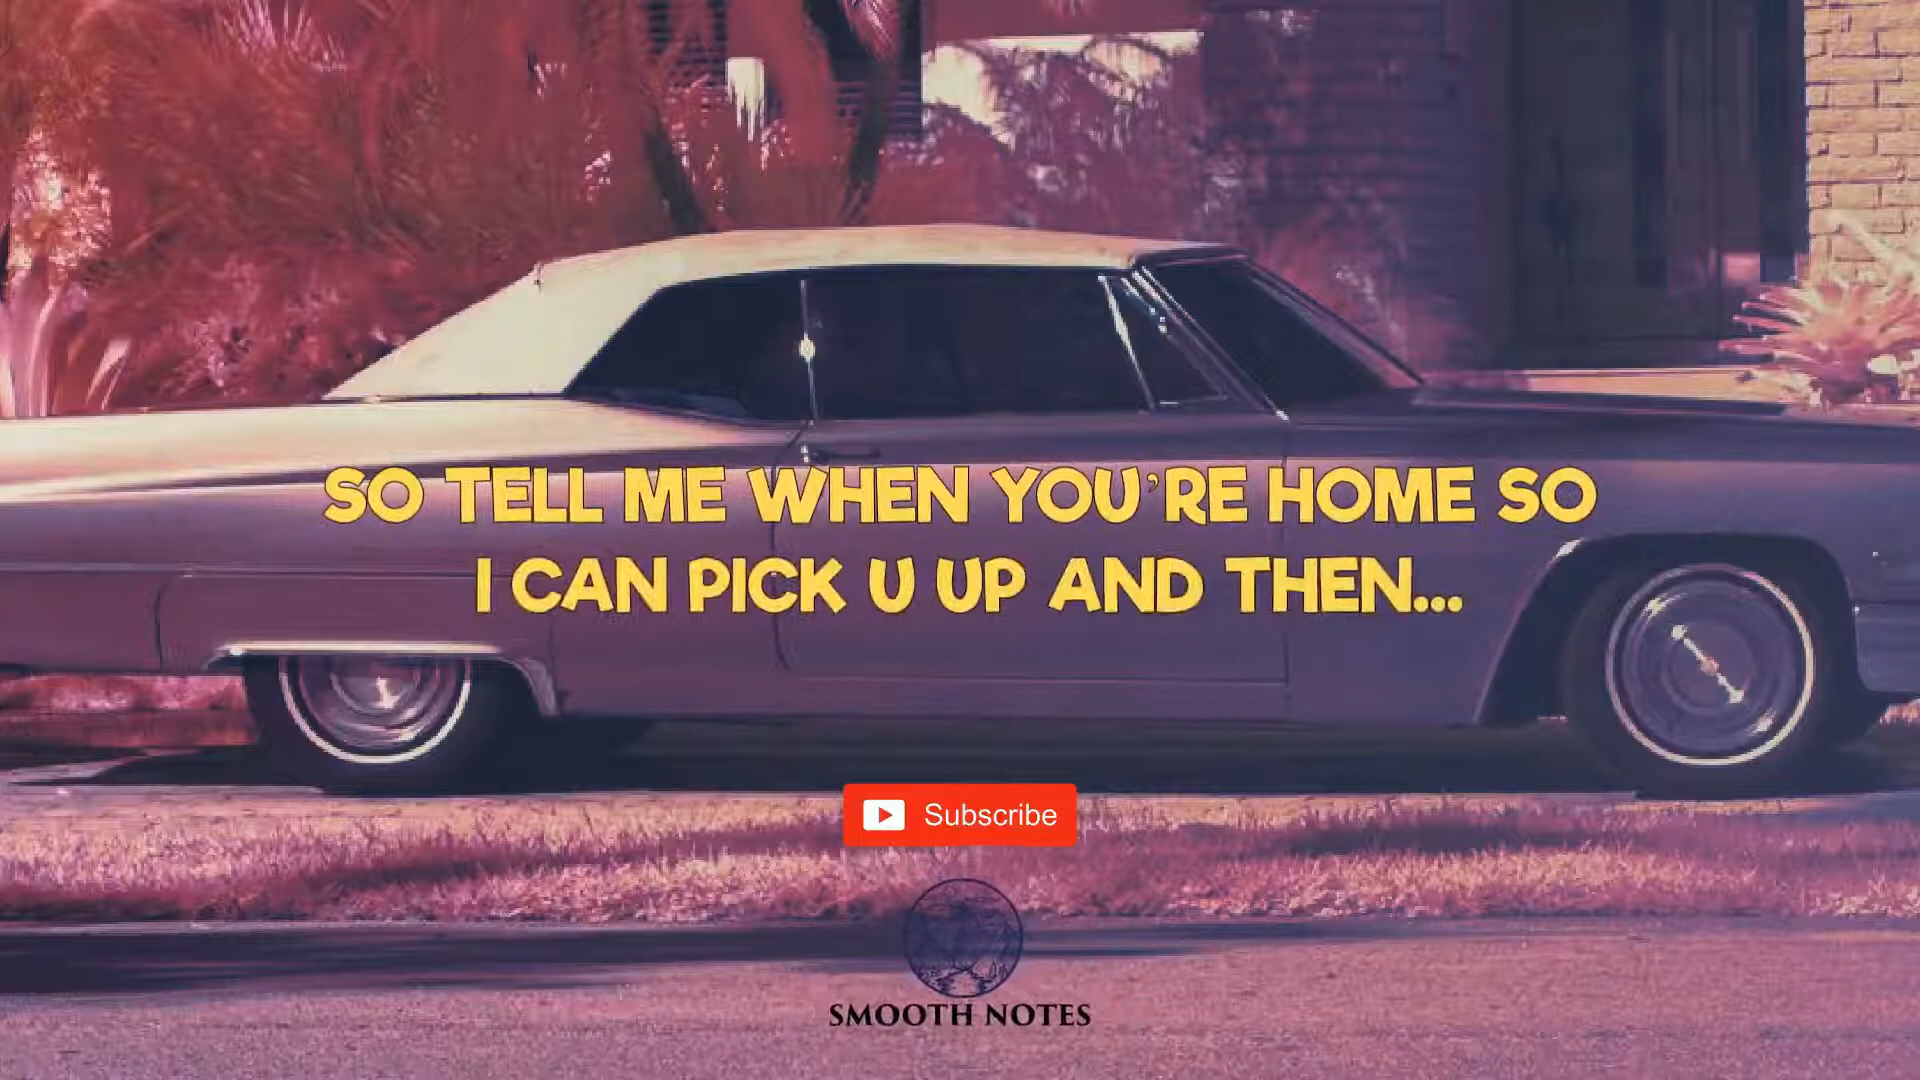 SO TELL ME WHEN YOU'RE HOME SO
I CAN PICK U UP AND THEN...
Subscribe
SMOOTH NOTES